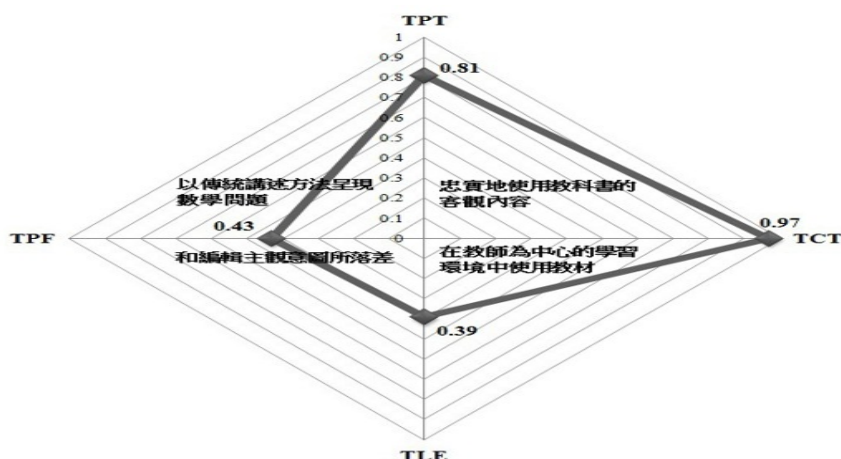 TPT
1
0.9
0.81
0.8
0.7
0.6
0.5
0.4
0.3
0.2
0.1
0
以傳統講述方法呈現
數學問題
忠實地使用教科書的
客觀內容
0.43
0.97
TPF
TCT
和編輯主觀意圖所落差
在教師為中心的學習
環境中使用教材
0.39
TLE